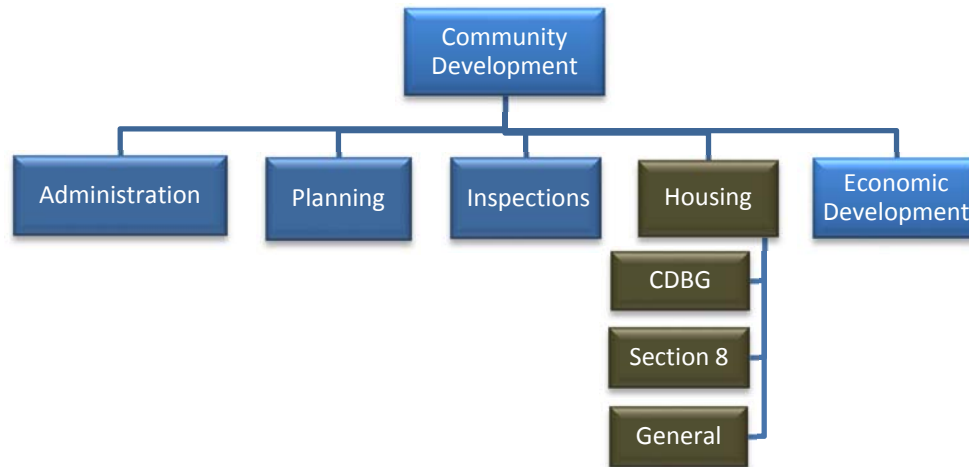 Community
Development
Administration
Planning
Inspections
Housing
Economic
Development
CDBG
Section 8
General